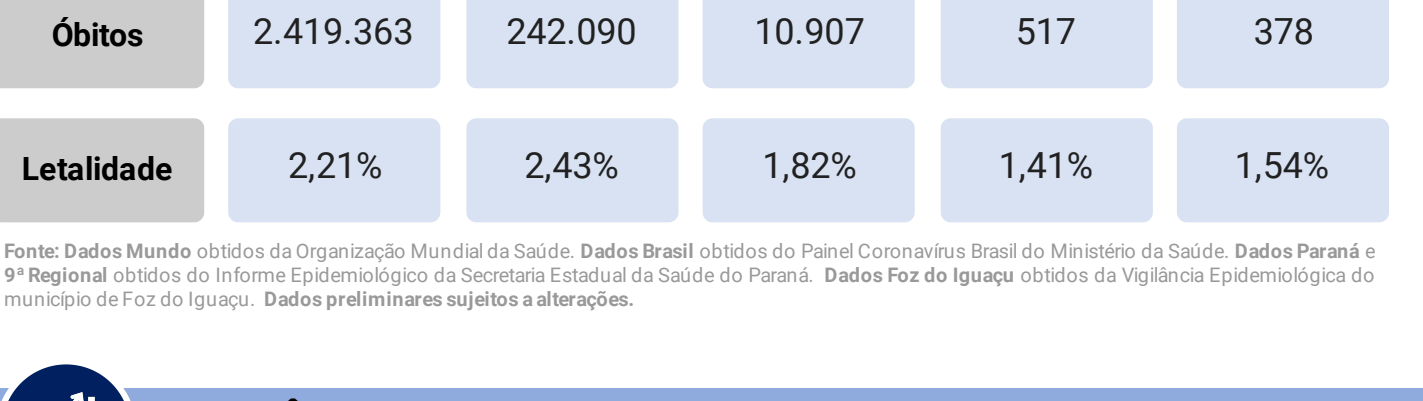 Óbitos 2.419.363 242.090 10.907 517 378
Letalidade 2,21% 2,43% 1,82% 1,41% 1,54%
Fonte: Dados Mundo obtidos da Organização Mundial da Saúde. Dados Brasil obtidos do Painel Coronavírus Brasil do Ministério da Saúde. Dados Paraná e
9ª Regional obtidos do Informe Epidemiológico da Secretaria Estadual da Saúde do Paraná. Dados Foz do Iguaçu obtidos da Vigilância Epidemiológica do
município de Foz do Iguaçu. Dados preliminares sujeitos a alterações.